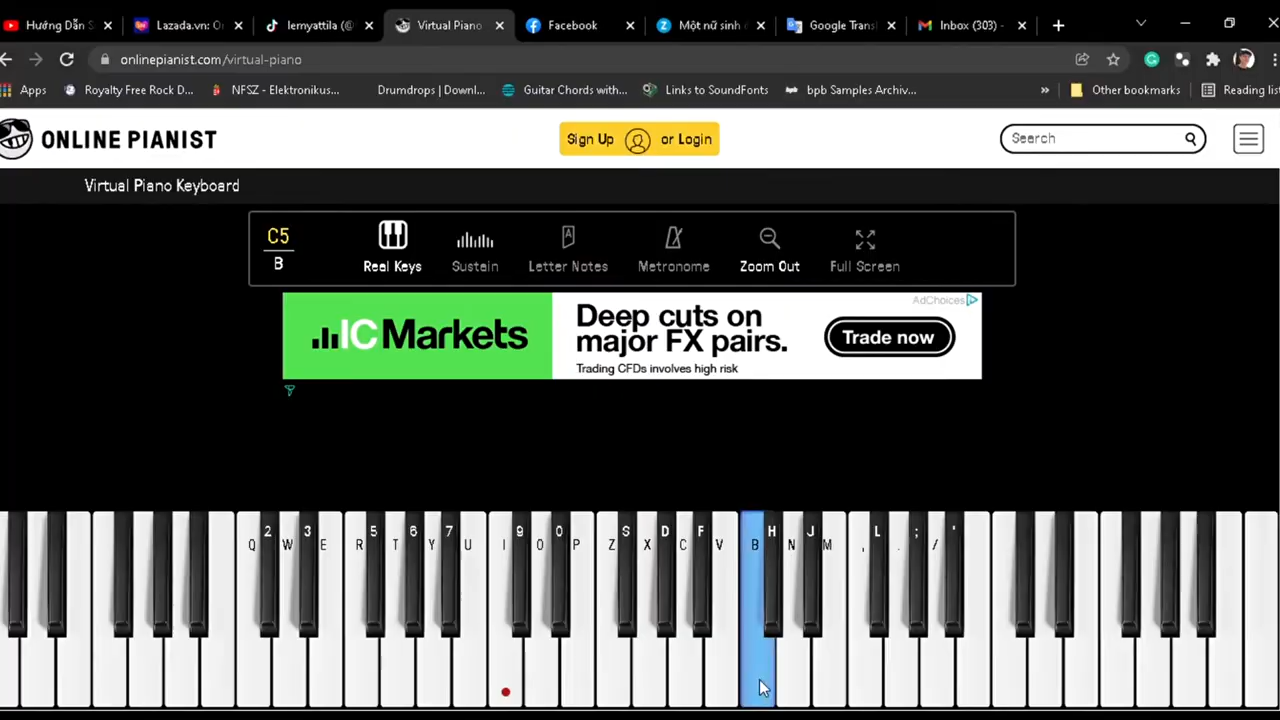 Hướng Dẫn S
Lazada.vn: O
lemyattila (@
Virtual Piano
Facebook
Một nữ sinh
Google Trans
Inbox (303) -
onlinepianist.com/virtual-piano
Apps
Royalty Free Rock D...
NFSZ - Elektronikus...
Drumdrops | Downl...
Guitar Chords with...
Links to SoundFonts
bpb Samples Archiv...
»
Other bookmarks
Reading list
ONLINE PIANIST
Sign Up or Login
Search
Virtual Piano Keyboard
C5
B
Real Keys
Sustain
Letter Notes
Metronome
Zoom Out
Full Screen
IC Markets
Deep cuts on
major FX pairs.
Trading CFDs involves high risk
AdChoices
Trade now
2 3 5 6 7 9 0 S D F H J L ; '
Q W E R T Y U I O P Z X C V B N M , . /